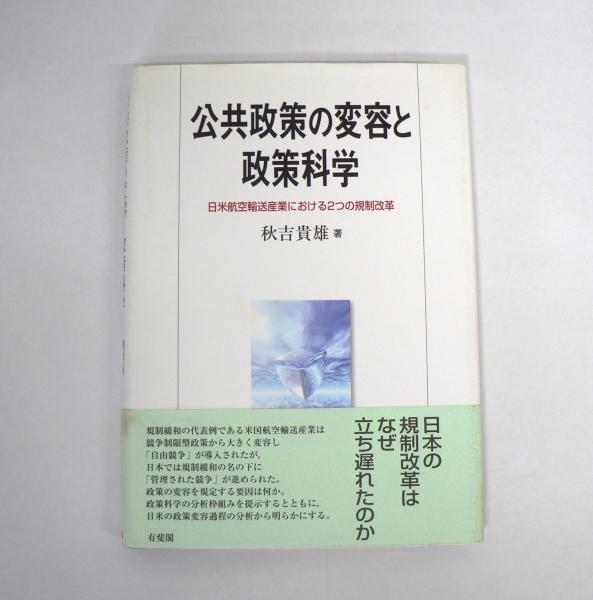 公共政策の変容と
政策科学
日米航空輸送産業における2つの規制改革
秋吉貴雄 著
日本の
規制改革は
なぜ
立ち遅れたのか
規制緩和の代表例である米国航空輸送産業は
競争制限型政策から大きく変容し
「自由競争」が導入されたが,
日本では規制緩和の名の下に
「管理された競争」が進められた。
政策の変容を規定する要因は何か。
政策科学の分析枠組みを提示するとともに,
日米の政策変容過程の分析から明らかにする。
有斐閣